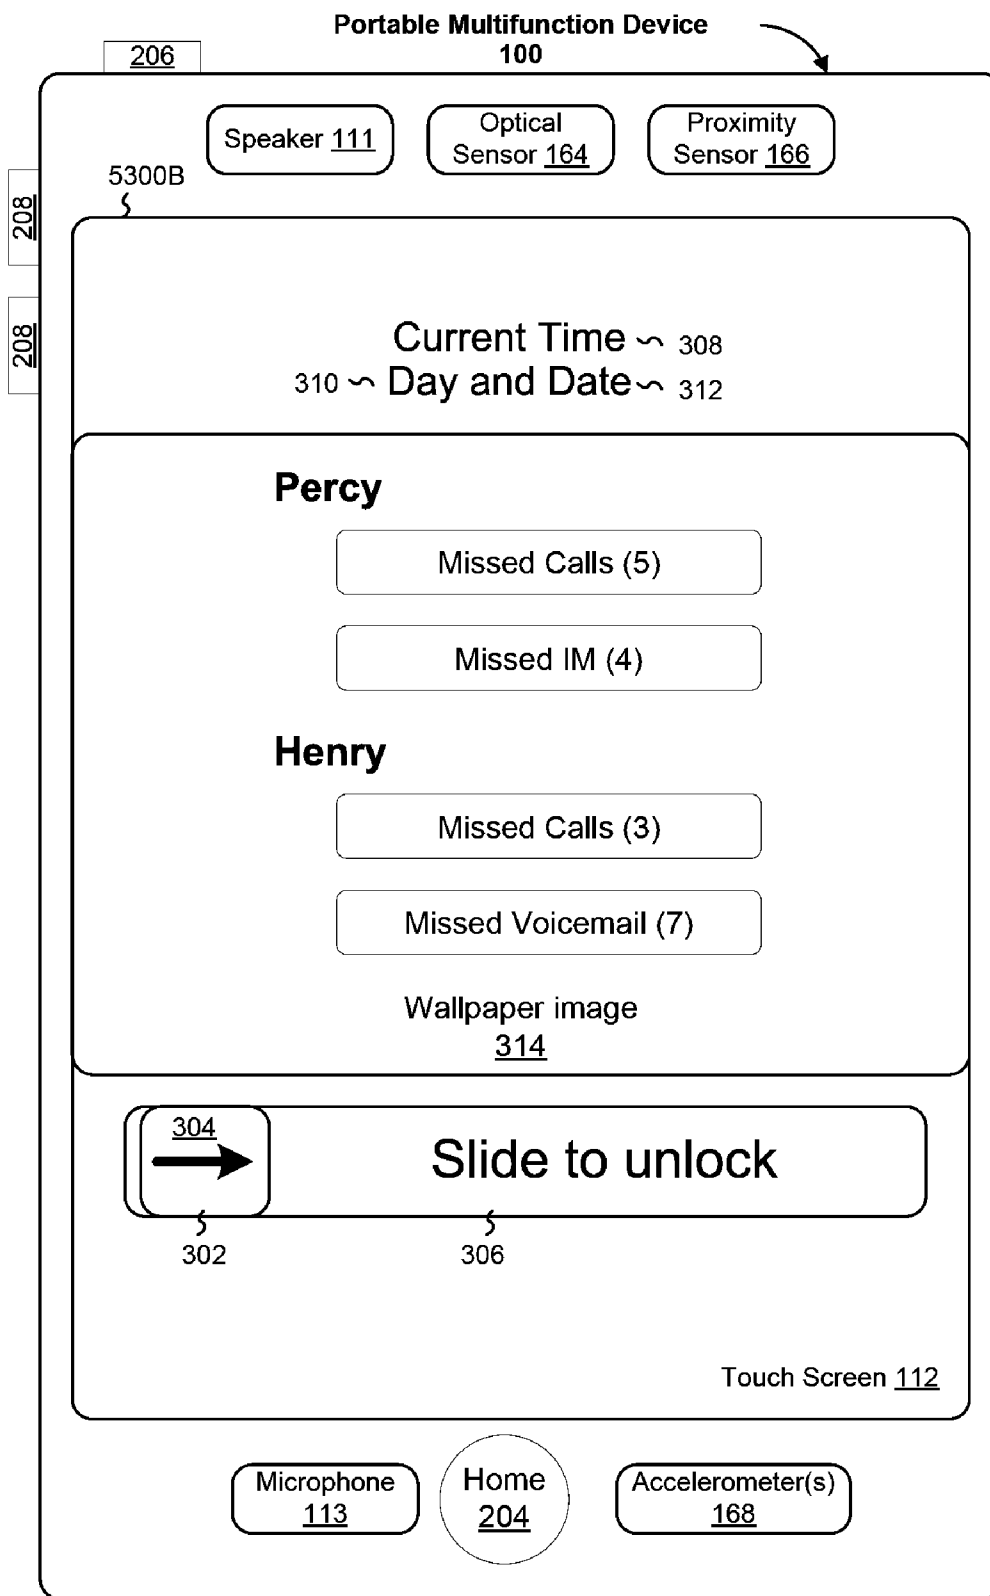 Portable Multifunction Device
100
206
Speaker 111
Optical
Sensor 164
Proximity
Sensor 166
5300B
208
208
Current Time 308
310 Day and Date 312
Percy
Missed Calls (5)
Missed IM (4)
Henry
Missed Calls (3)
Missed Voicemail (7)
Wallpaper image
314
304
Slide to unlock
302
306
Touch Screen 112
Microphone
113
Home
204
Accelerometer(s)
168